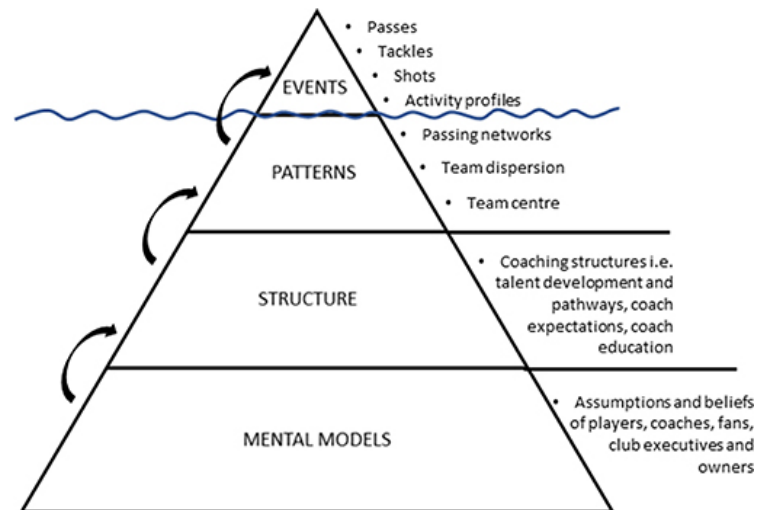 • Passes
• Tackles
• Shots
EVENTS
• Activity profiles
• Passing networks
PATTERNS
• Team dispersion
• Team centre
STRUCTURE
• Coaching structures i.e.
talent development and
pathways, coach
expectations, coach
education
MENTAL MODELS
• Assumptions and beliefs
of players, coaches, fans,
club executives and
owners